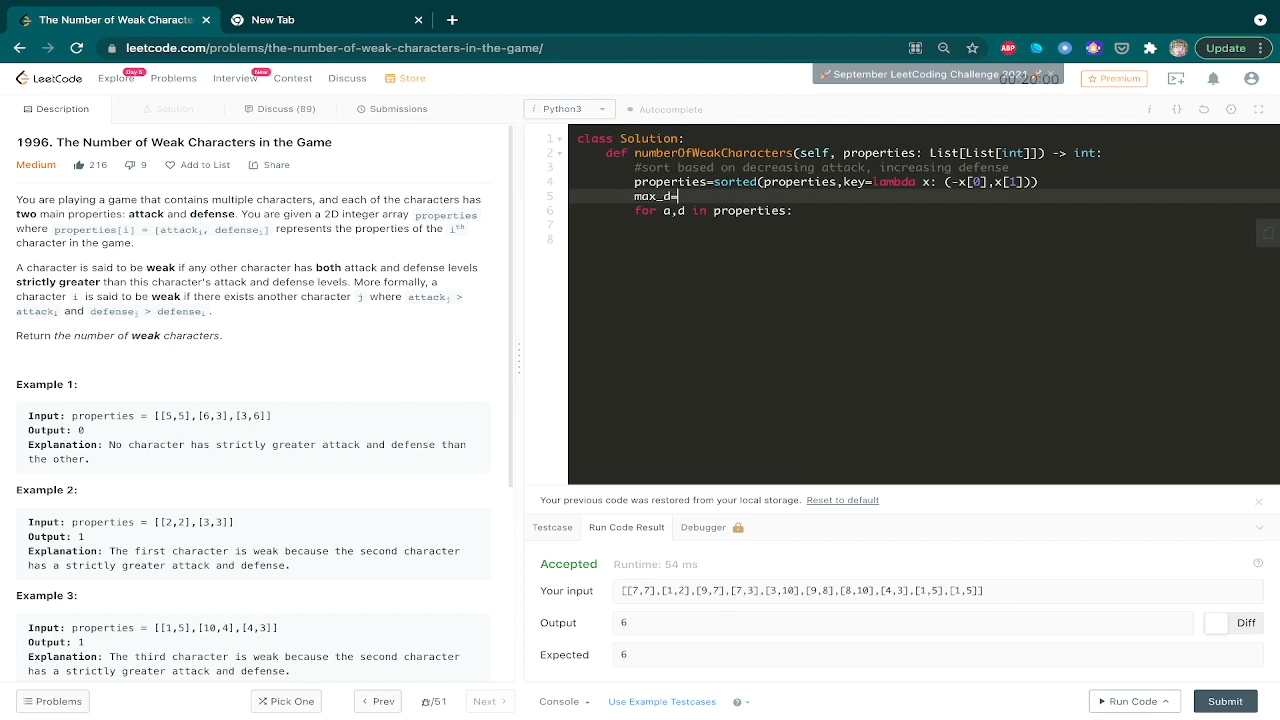 The Number of Weak Characte
New Tab
leetcode.com/problems/the-number-of-weak-characters-in-the-game/
ABP
Update
LeetCode
Explore
Day 5
Problems
Interview
New
Contest
Discuss
Store
September LeetCoding Challenge 2021
00:20:00
Premium
Description
Solution
Discuss (89)
Submissions
i Python3
Autocomplete
1996. The Number of Weak Characters in the Game
Medium 216 9 Add to List Share
You are playing a game that contains multiple characters, and each of the characters has
two main properties: attack and defense. You are given a 2D integer array properties
where properties[i] = [attacki, defensei] represents the properties of the ith
character in the game.
A character is said to be weak if any other character has both attack and defense levels
strictly greater than this character's attack and defense levels. More formally, a
character i is said to be weak if there exists another character j where attackj >
attacki and defensej > defensei.
Return the number of weak characters.
Example 1:
Input: properties = [[5,5],[6,3],[3,6]]
Output: 0
Explanation: No character has strictly greater attack and defense than
the other.
Example 2:
Input: properties = [[2,2],[3,3]]
Output: 1
Explanation: The first character is weak because the second character
has a strictly greater attack and defense.
Example 3:
Input: properties = [[1,5],[10,4],[4,3]]
Output: 1
Explanation: The third character is weak because the second character
has a strictly greater attack and defense.
Problems
Pick One
Prev
/51
Next
1 class Solution:
2 def numberOfWeakCharacters(self, properties: List[List[int]]) -> int:
3 #sort based on decreasing attack, increasing defense
4 properties=sorted(properties,key=lambda x: (-x[0],x[1]))
5 max_d=
6 for a,d in properties:
7
8
Your previous code was restored from your local storage. Reset to default
Testcase
Run Code Result
Debugger
Accepted Runtime: 54 ms
Your input [[7,7],[1,2],[9,7],[7,3],[3,10],[9,8],[8,10],[4,3],[1,5],[1,5]]
Output 6
Diff
Expected 6
Console
Use Example Testcases
Run Code
Submit